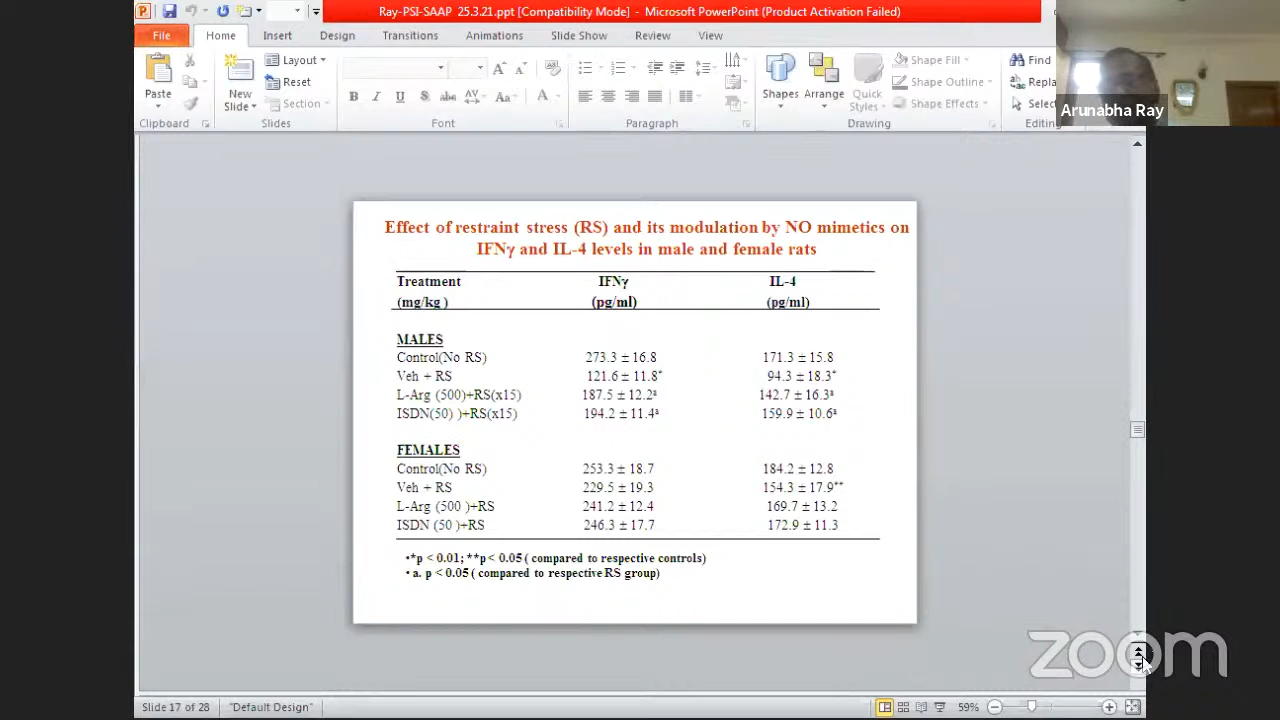 Ray-PSI-SAAP 25.3.21.ppt [Compatibility Mode] - Microsoft PowerPoint (Product Activation Failed)
File Home Insert Design Transitions Animations Slide Show Review View
Paste
New Slide
Layout
Reset
Section
Shapes Arrange Quick Styles
Shape Fill
Shape Outline
Shape Effects
Find
Clipboard Slides Font Paragraph Drawing Editing
Arunabha Ray
Effect of restraint stress (RS) and its modulation by NO mimetics on
IFNγ and IL-4 levels in male and female rats
Treatment IFNγ IL-4
(mg/kg ) (pg/ml) (pg/ml)
MALES
Control(No RS) 273.3 ± 16.8 171.3 ± 15.8
Veh + RS 121.6 ± 11.8* 94.3 ± 18.3*
L-Arg (500)+RS(x15) 187.5 ± 12.2ª 142.7 ± 16.3ª
ISDN(50) )+RS(x15) 194.2 ± 11.4ª 159.9 ± 10.6ª
FEMALES
Control(No RS) 253.3 ± 18.7 184.2 ± 12.8
Veh + RS 229.5 ± 19.3 154.3 ± 17.9**
L-Arg (500 )+RS 241.2 ± 12.4 169.7 ± 13.2
ISDN (50 )+RS 246.3 ± 17.7 172.9 ± 11.3
•*p < 0.01; **p < 0.05 ( compared to respective controls)
• a. p < 0.05 ( compared to respective RS group)
zoom
Slide 17 of 28 "Default Design" 59%